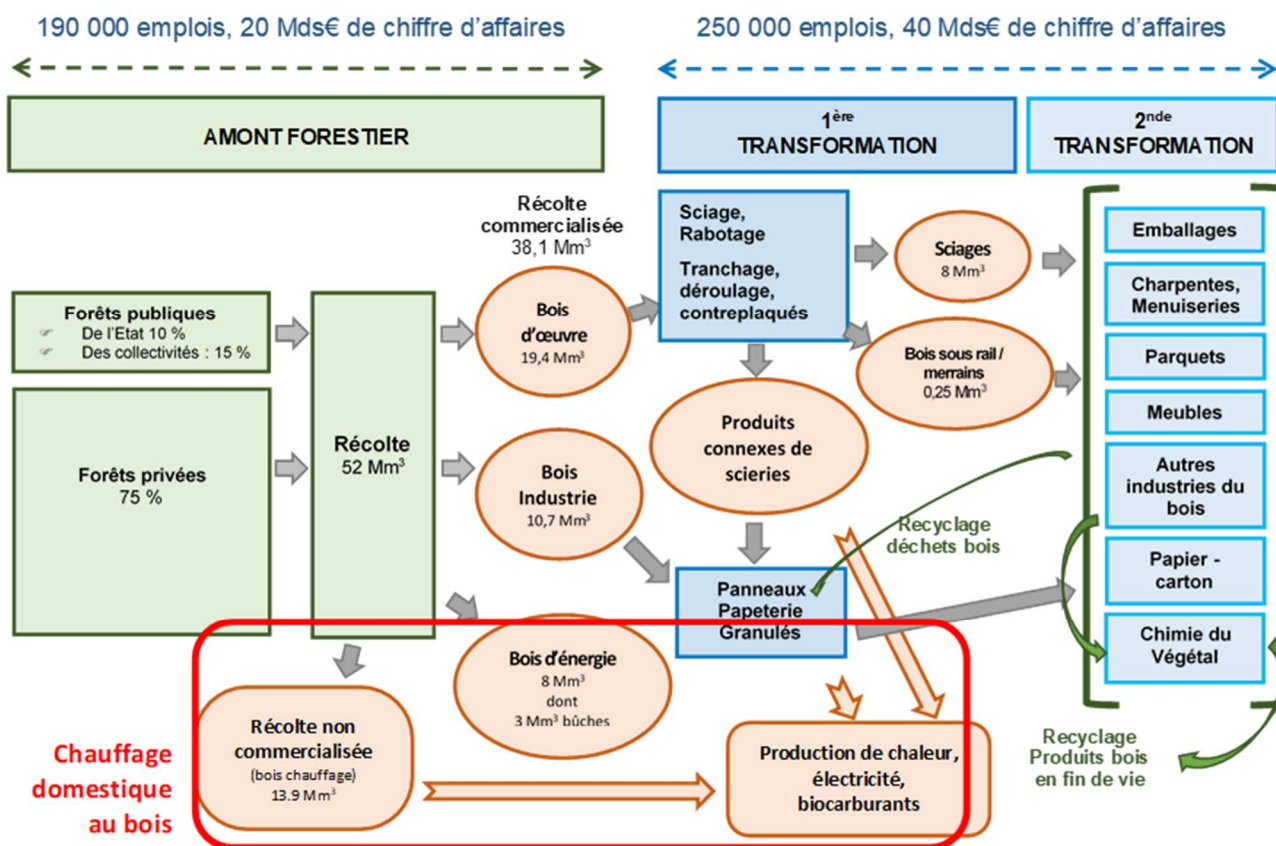 190 000 emplois, 20 Mds€ de chiffre d'affaires
250 000 emplois, 40 Mds€ de chiffre d'affaires
AMONT FORESTIER
1ère
TRANSFORMATION
2nde
TRANSFORMATION
Récolte
commercialisée
38,1 Mm³
Forêts publiques
De l'Etat 10 %
Des collectivités : 15 %
Forêts privées
75 %
Récolte
52 Mm³
Bois
d'œuvre
19,4 Mm³
Bois
Industrie
10,7 Mm³
Bois d'énergie
8 Mm³
dont
3 Mm³ bûches
Récolte non
commercialisée
(bois chauffage)
13.9 Mm³
Chauffage
domestique
au bois
Sciage,
Rabotage
Tranchage,
déroulage,
contreplaqués
Sciages
8 Mm³
Bois sous rail /
merrains
0,25 Mm³
Produits
connexes de
scieries
Panneaux
Papeterie
Granulés
Recyclage
déchets bois
Production de chaleur,
électricité,
biocarburants
Emballages
Charpentes,
Menuiseries
Parquets
Meubles
Autres
industries du
bois
Papier -
carton
Chimie du
Végétal
Recyclage
Produits bois
en fin de vie